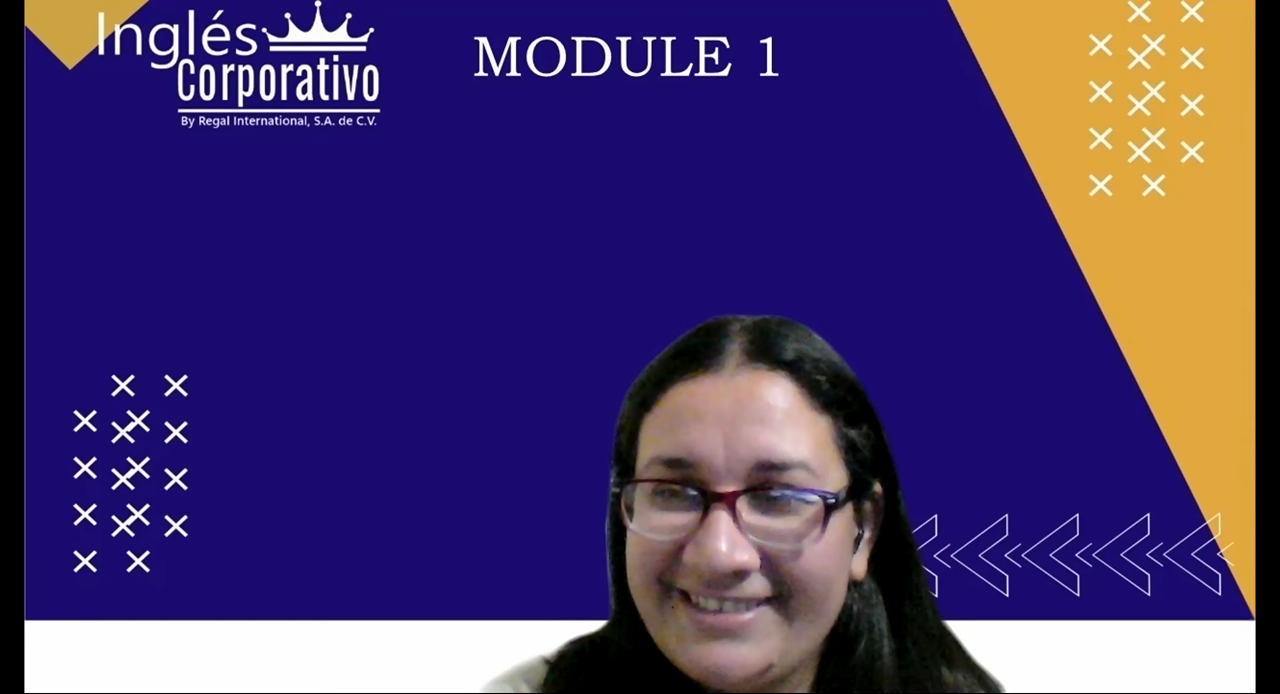 Inglés
Corporativo
By Regal International, S.A. de C.V.
MODULE 1